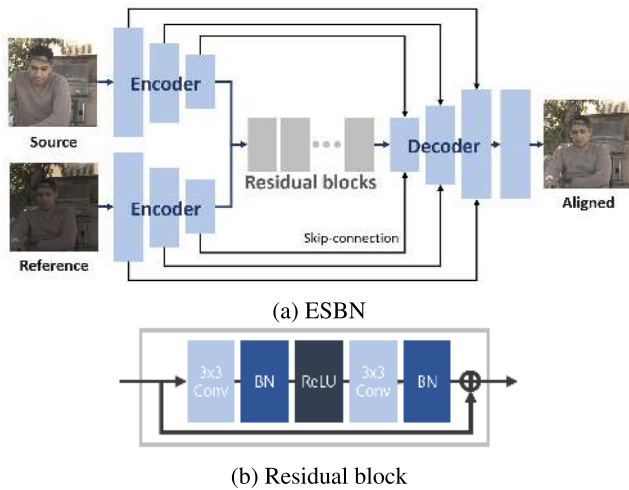 Encoder
Source
Encoder
Reference
Residual blocks
Decoder
Aligned
Skip-connection
(a) ESBN
3x3 Conv
BN
ReLU
3x3 Conv
BN
(b) Residual block